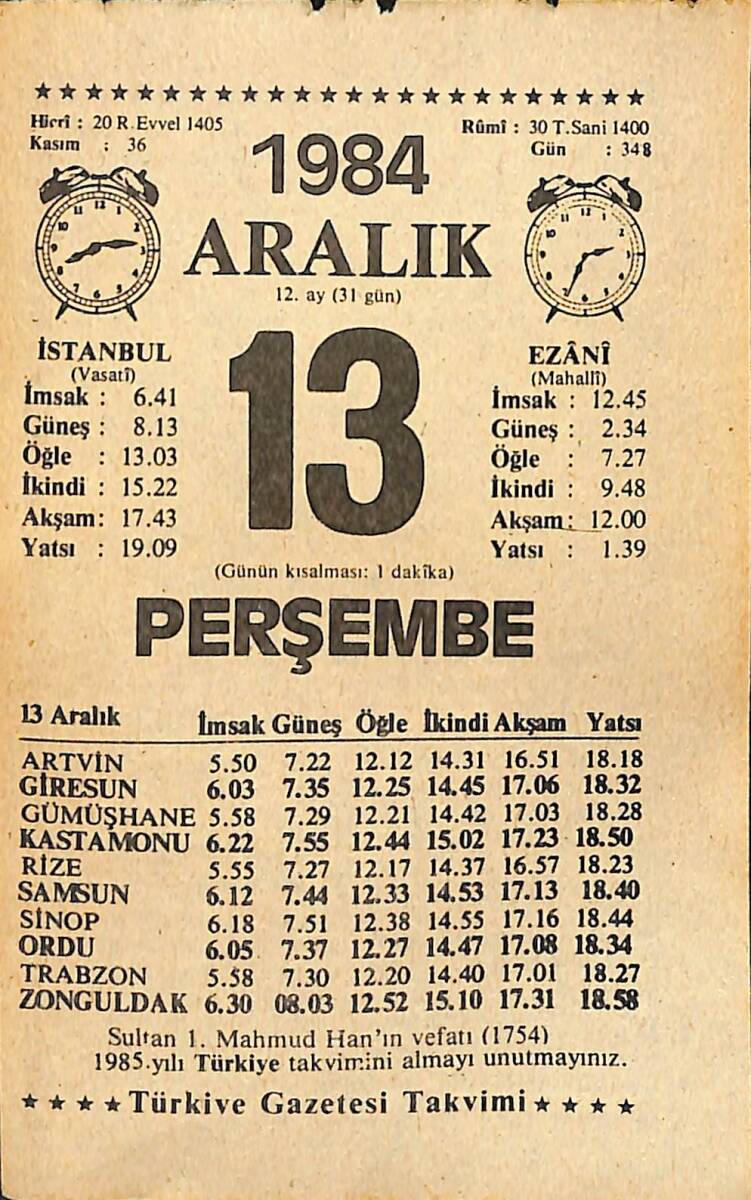 ★ ★ ★ ★ ★ ★ ★ ★ ★ ★ ★ ★ ★ ★ ★ ★ ★ ★ ★ ★ ★ ★ ★ ★
Hicrî : 20 R.Evvel 1405
Kasım : 36
Rûmî : 30 T.Sani 1400
Gün : 348
1984
ARALIK
12. ay (31 gün)
13
(Günün kısalması: 1 dakîka)
PERŞEMBE
İSTANBUL
(Vasatî)
İmsak : 6.41
Güneş : 8.13
Öğle : 13.03
İkindi : 15.22
Akşam: 17.43
Yatsı : 19.09
EZÂNÎ
(Mahallî)
İmsak : 12.45
Güneş : 2.34
Öğle : 7.27
İkindi : 9.48
Akşam: 12.00
Yatsı : 1.39
13 Aralık İmsak Güneş Öğle İkindi Akşam Yatsı
ARTVİN 5.50 7.22 12.12 14.31 16.51 18.18
GİRESUN 6.03 7.35 12.25 14.45 17.06 18.32
GÜMÜŞHANE 5.58 7.29 12.21 14.42 17.03 18.28
KASTAMONU 6.22 7.55 12.44 15.02 17.23 18.50
RİZE 5.55 7.27 12.17 14.37 16.57 18.23
SAMSUN 6.12 7.44 12.33 14.53 17.13 18.40
SİNOP 6.18 7.51 12.38 14.55 17.16 18.44
ORDU 6.05 7.37 12.27 14.47 17.08 18.34
TRABZON 5.58 7.30 12.20 14.40 17.01 18.27
ZONGULDAK 6.30 08.03 12.52 15.10 17.31 18.58
Sultan 1. Mahmud Han'ın vefatı (1754)
1985.yılı Türkiye takvimini almayı unutmayınız.
★ ★ ★ ★ Türkiye Gazetesi Takvimi ★ ★ ★ ★